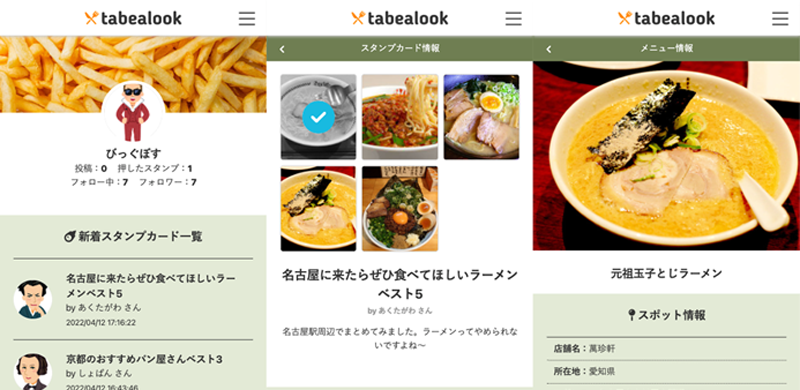 tabealook
びっぐぼす
投稿：0 押したスタンプ：1
フォロー中：7 フォロワー：7
新着スタンプカード一覧
名古屋に来たらぜひ食べてほしいラー
メンベスト5
by あくたがわ さん
2022/04/12 17:16:22
京都のおすすめパン屋さんベスト3
by しょぱん さん
2022/04/12 16:43:46
tabealook
スタンプカード情報
名古屋に来たらぜひ食べてほしいラーメン
ベスト5
by あくたがわ さん
名古屋駅周辺でまとめてみました。ラーメンってやめられな
いですよね〜
tabealook
メニュー情報
元祖玉子とじラーメン
スポット情報
店舗名：萬珍軒
所在地：愛知県